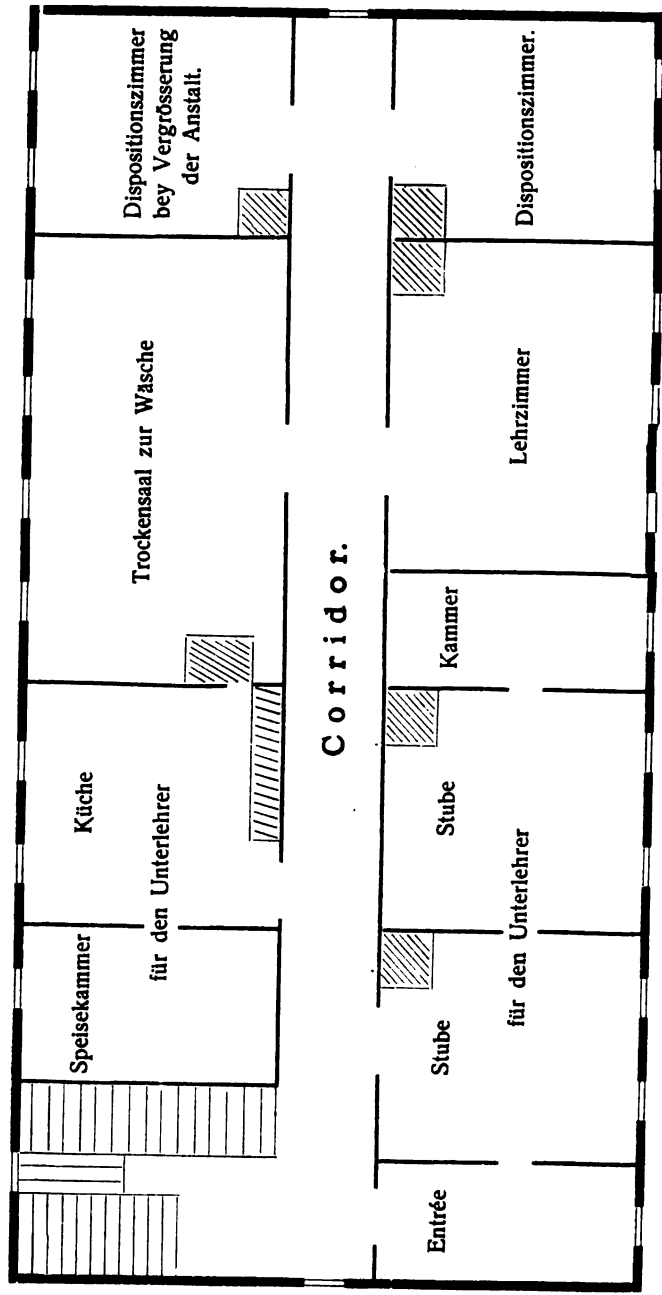 Speisekammer
Küche
für den Unterlehrer
Trockensaal zur Wäsche
Dispositionszimmer
bey Vergrösserung
der Anstalt.
Corridor.
Entrée
Stube
Stube
für den Unterlehrer
Kammer
Lehrzimmer
Dispositionszimmer.